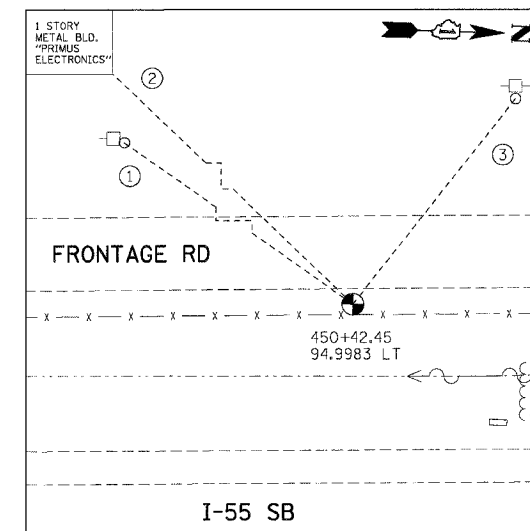 1 STORY
METAL BLD.
"PRIMUS
ELECTRONICS"
N
2
1
3
FRONTAGE RD
X X X X X X X X X X X
450+42.45
94.9983 LT
I-55 SB